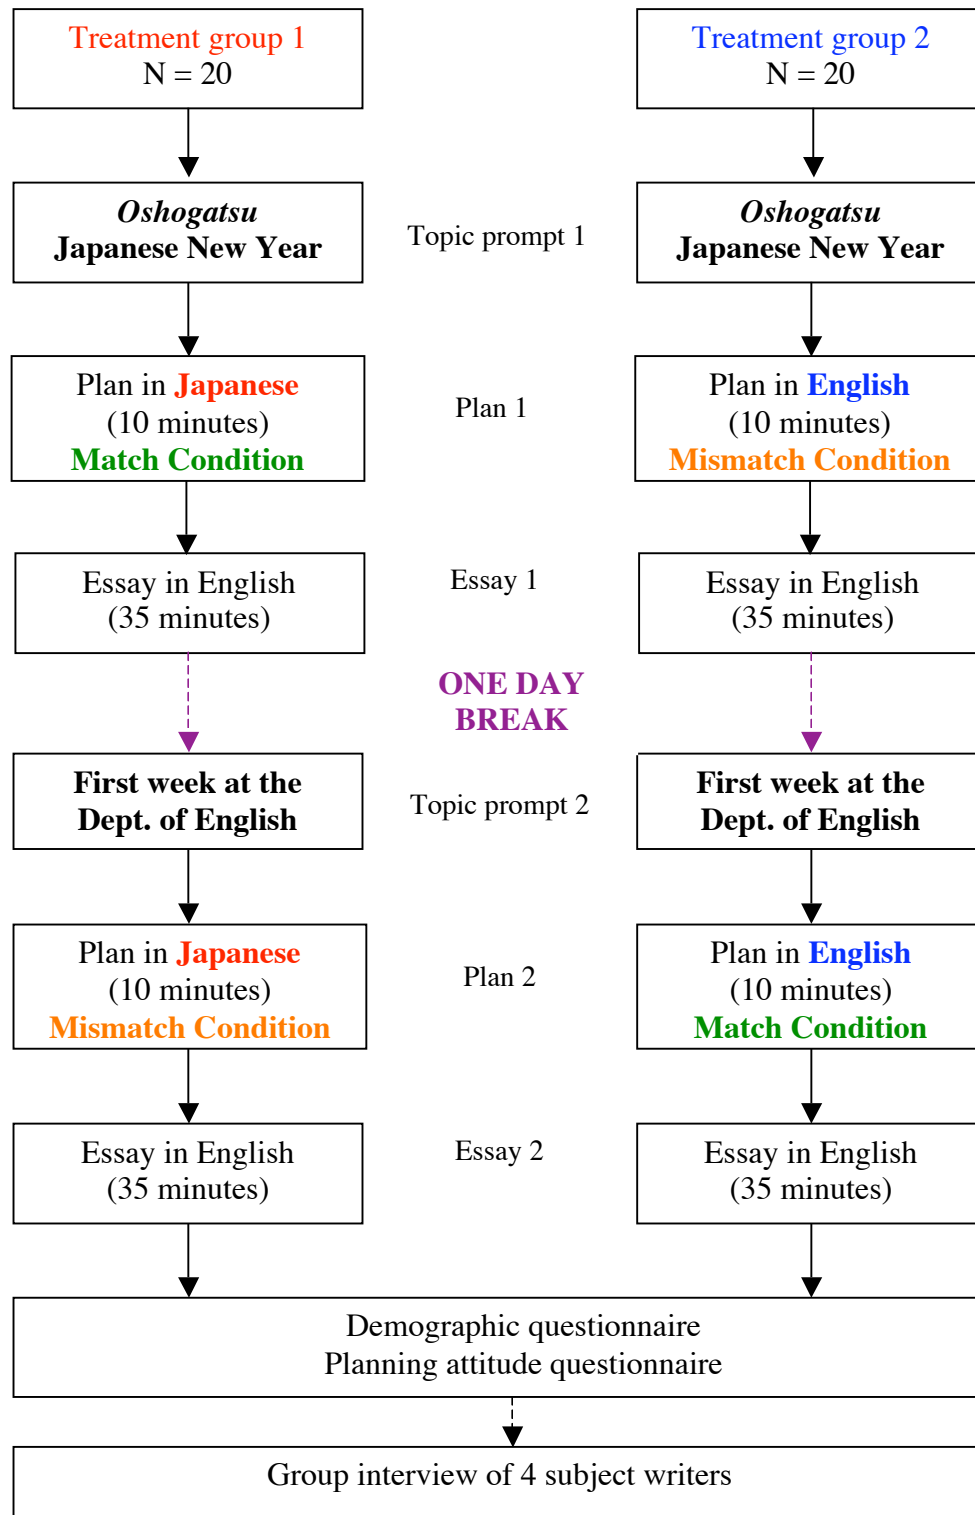 Treatment group 1
N = 20
Treatment group 2
N = 20
Oshogatsu
Japanese New Year
Topic prompt 1
Oshogatsu
Japanese New Year
Plan in Japanese
(10 minutes)
Match Condition
Plan 1
Plan in English
(10 minutes)
Mismatch Condition
Essay in English
(35 minutes)
Essay 1
Essay in English
(35 minutes)
ONE DAY
BREAK
First week at the
Dept. of English
Topic prompt 2
First week at the
Dept. of English
Plan in Japanese
(10 minutes)
Mismatch Condition
Plan 2
Plan in English
(10 minutes)
Match Condition
Essay in English
(35 minutes)
Essay 2
Essay in English
(35 minutes)
Demographic questionnaire
Planning attitude questionnaire
Group interview of 4 subject writers